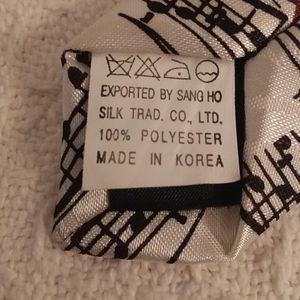 EXPORTED BY SANG HO
SILK TRAD. CO., LTD.
100% POLYESTER
MADE IN KOREA